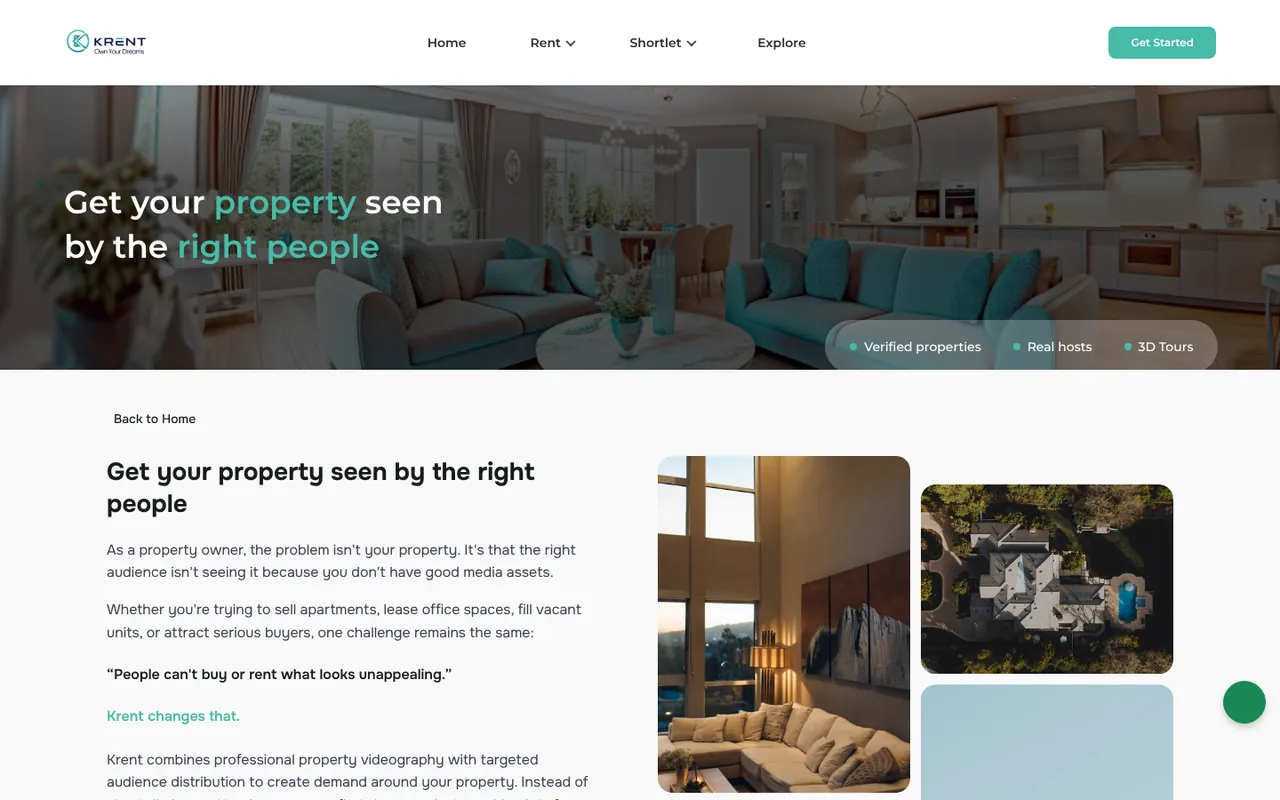 KRENT
Own Your Dreams
Home
Rent
Shortlet
Explore
Get Started
Get your property seen
by the right people
Verified properties
Real hosts
3D Tours
Back to Home
Get your property seen by the right
people
As a property owner, the problem isn't your property. It's that the right
audience isn't seeing it because you don't have good media assets.
Whether you're trying to sell apartments, lease office spaces, fill vacant
units, or attract serious buyers, one challenge remains the same:
“People can't buy or rent what looks unappealing.”
Krent changes that.
Krent combines professional property videography with targeted
audience distribution to create demand around your property. Instead of